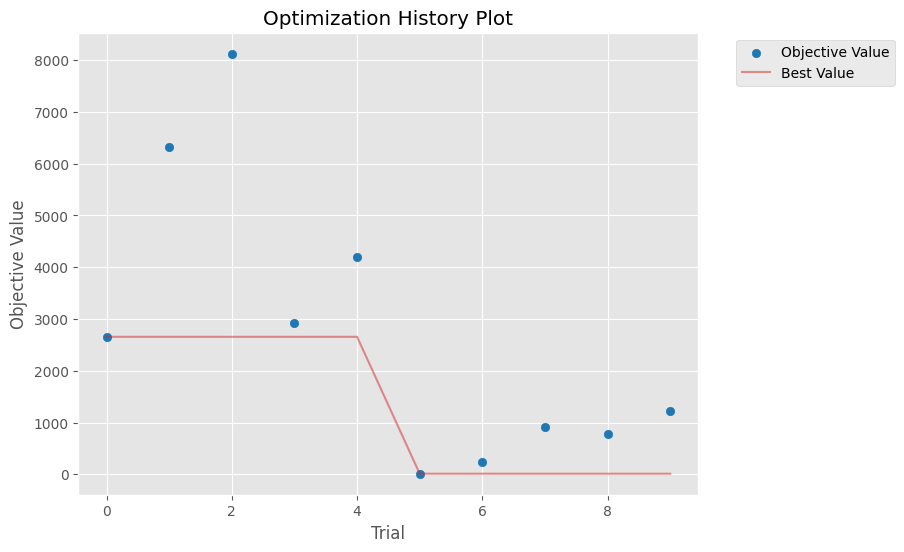 Optimization History Plot
Objective Value
Best Value
8000
7000
6000
5000
4000
3000
2000
1000
0
Objective Value
0 2 4 6 8
Trial